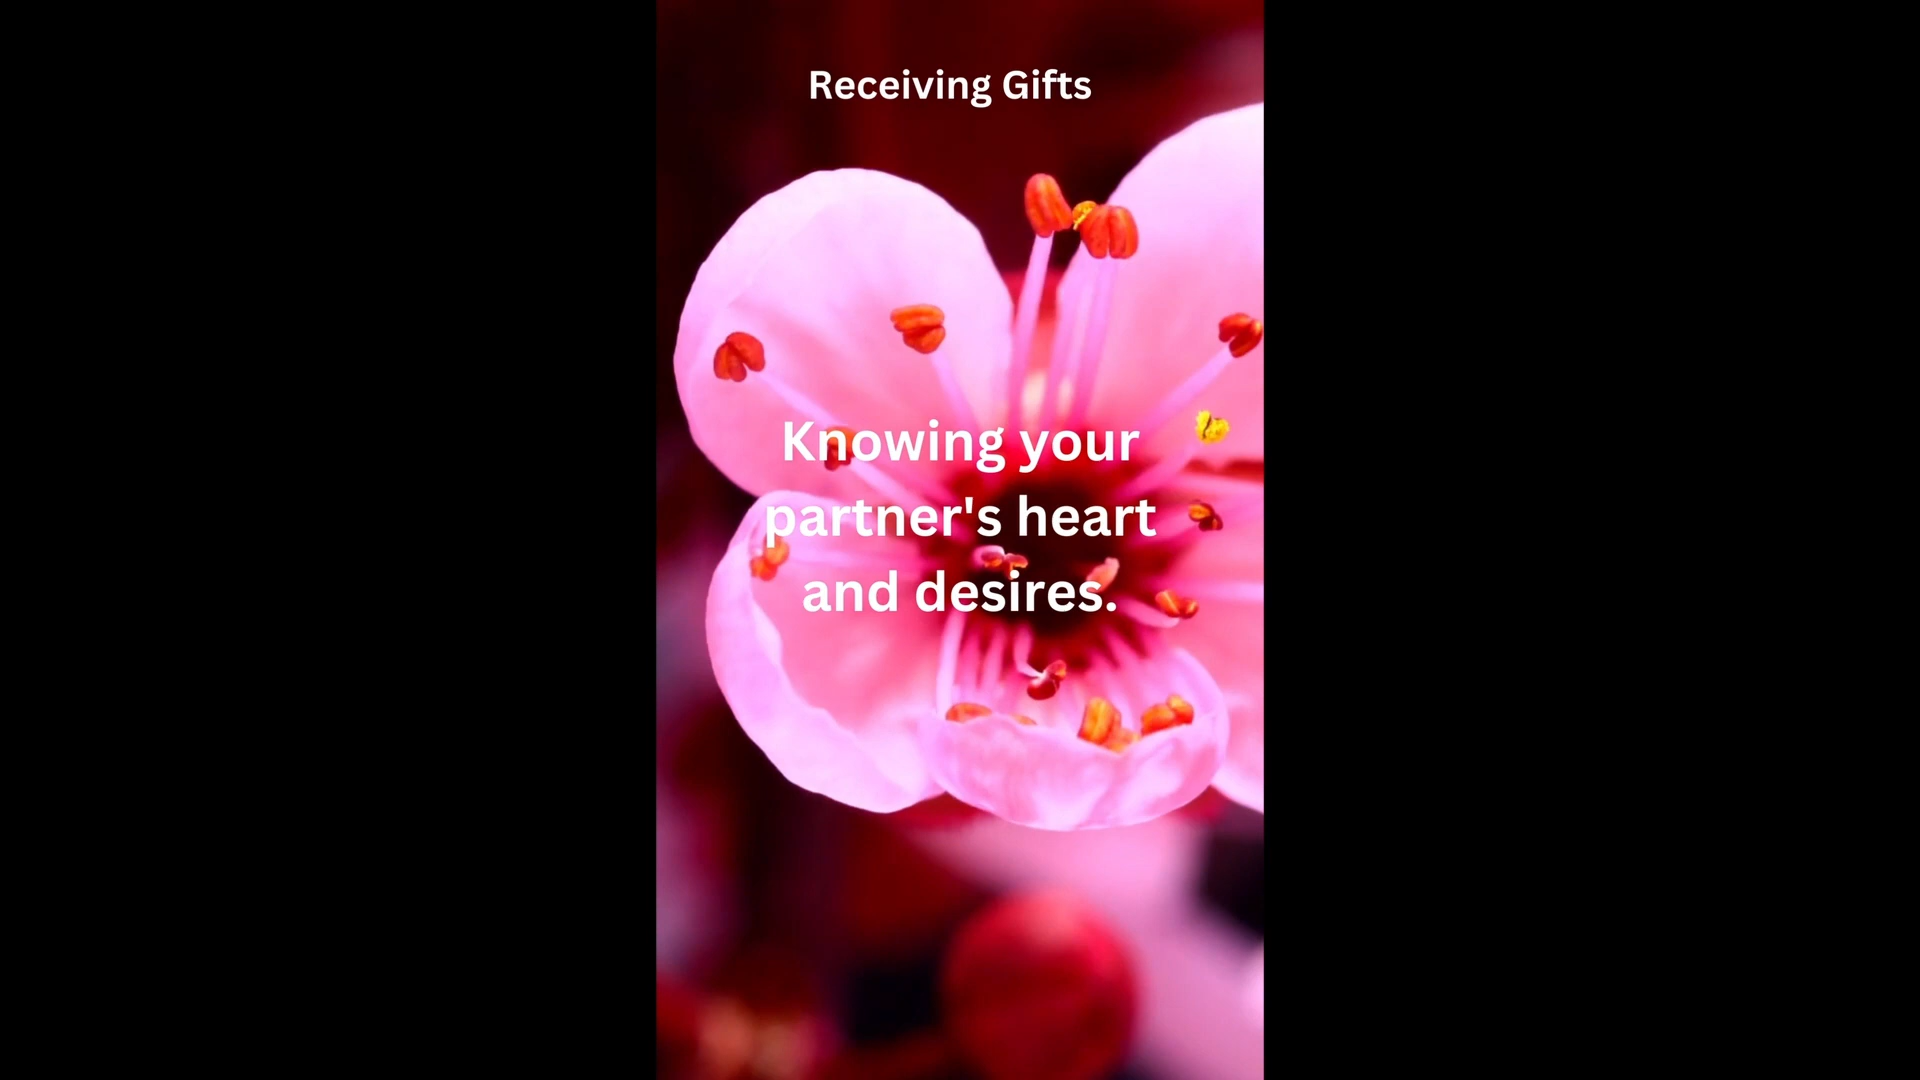 Receiving Gifts
Knowing your
partner's heart
and desires.